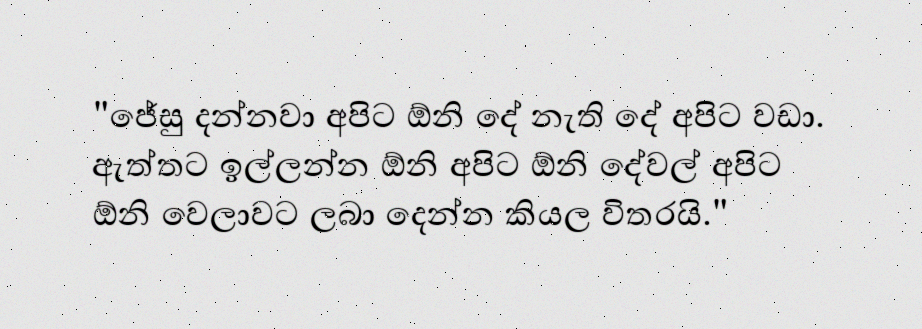 "ජේසු දන්නවා අපිට ඕනි දේ නැති දේ අපිට වඩා.
ඇත්තට ඉල්ලන්න ඕනි අපිට ඕනි දේවල් අපිට
ඕනි වෙලාවට ලබා දෙන්න කියල විතරයි."